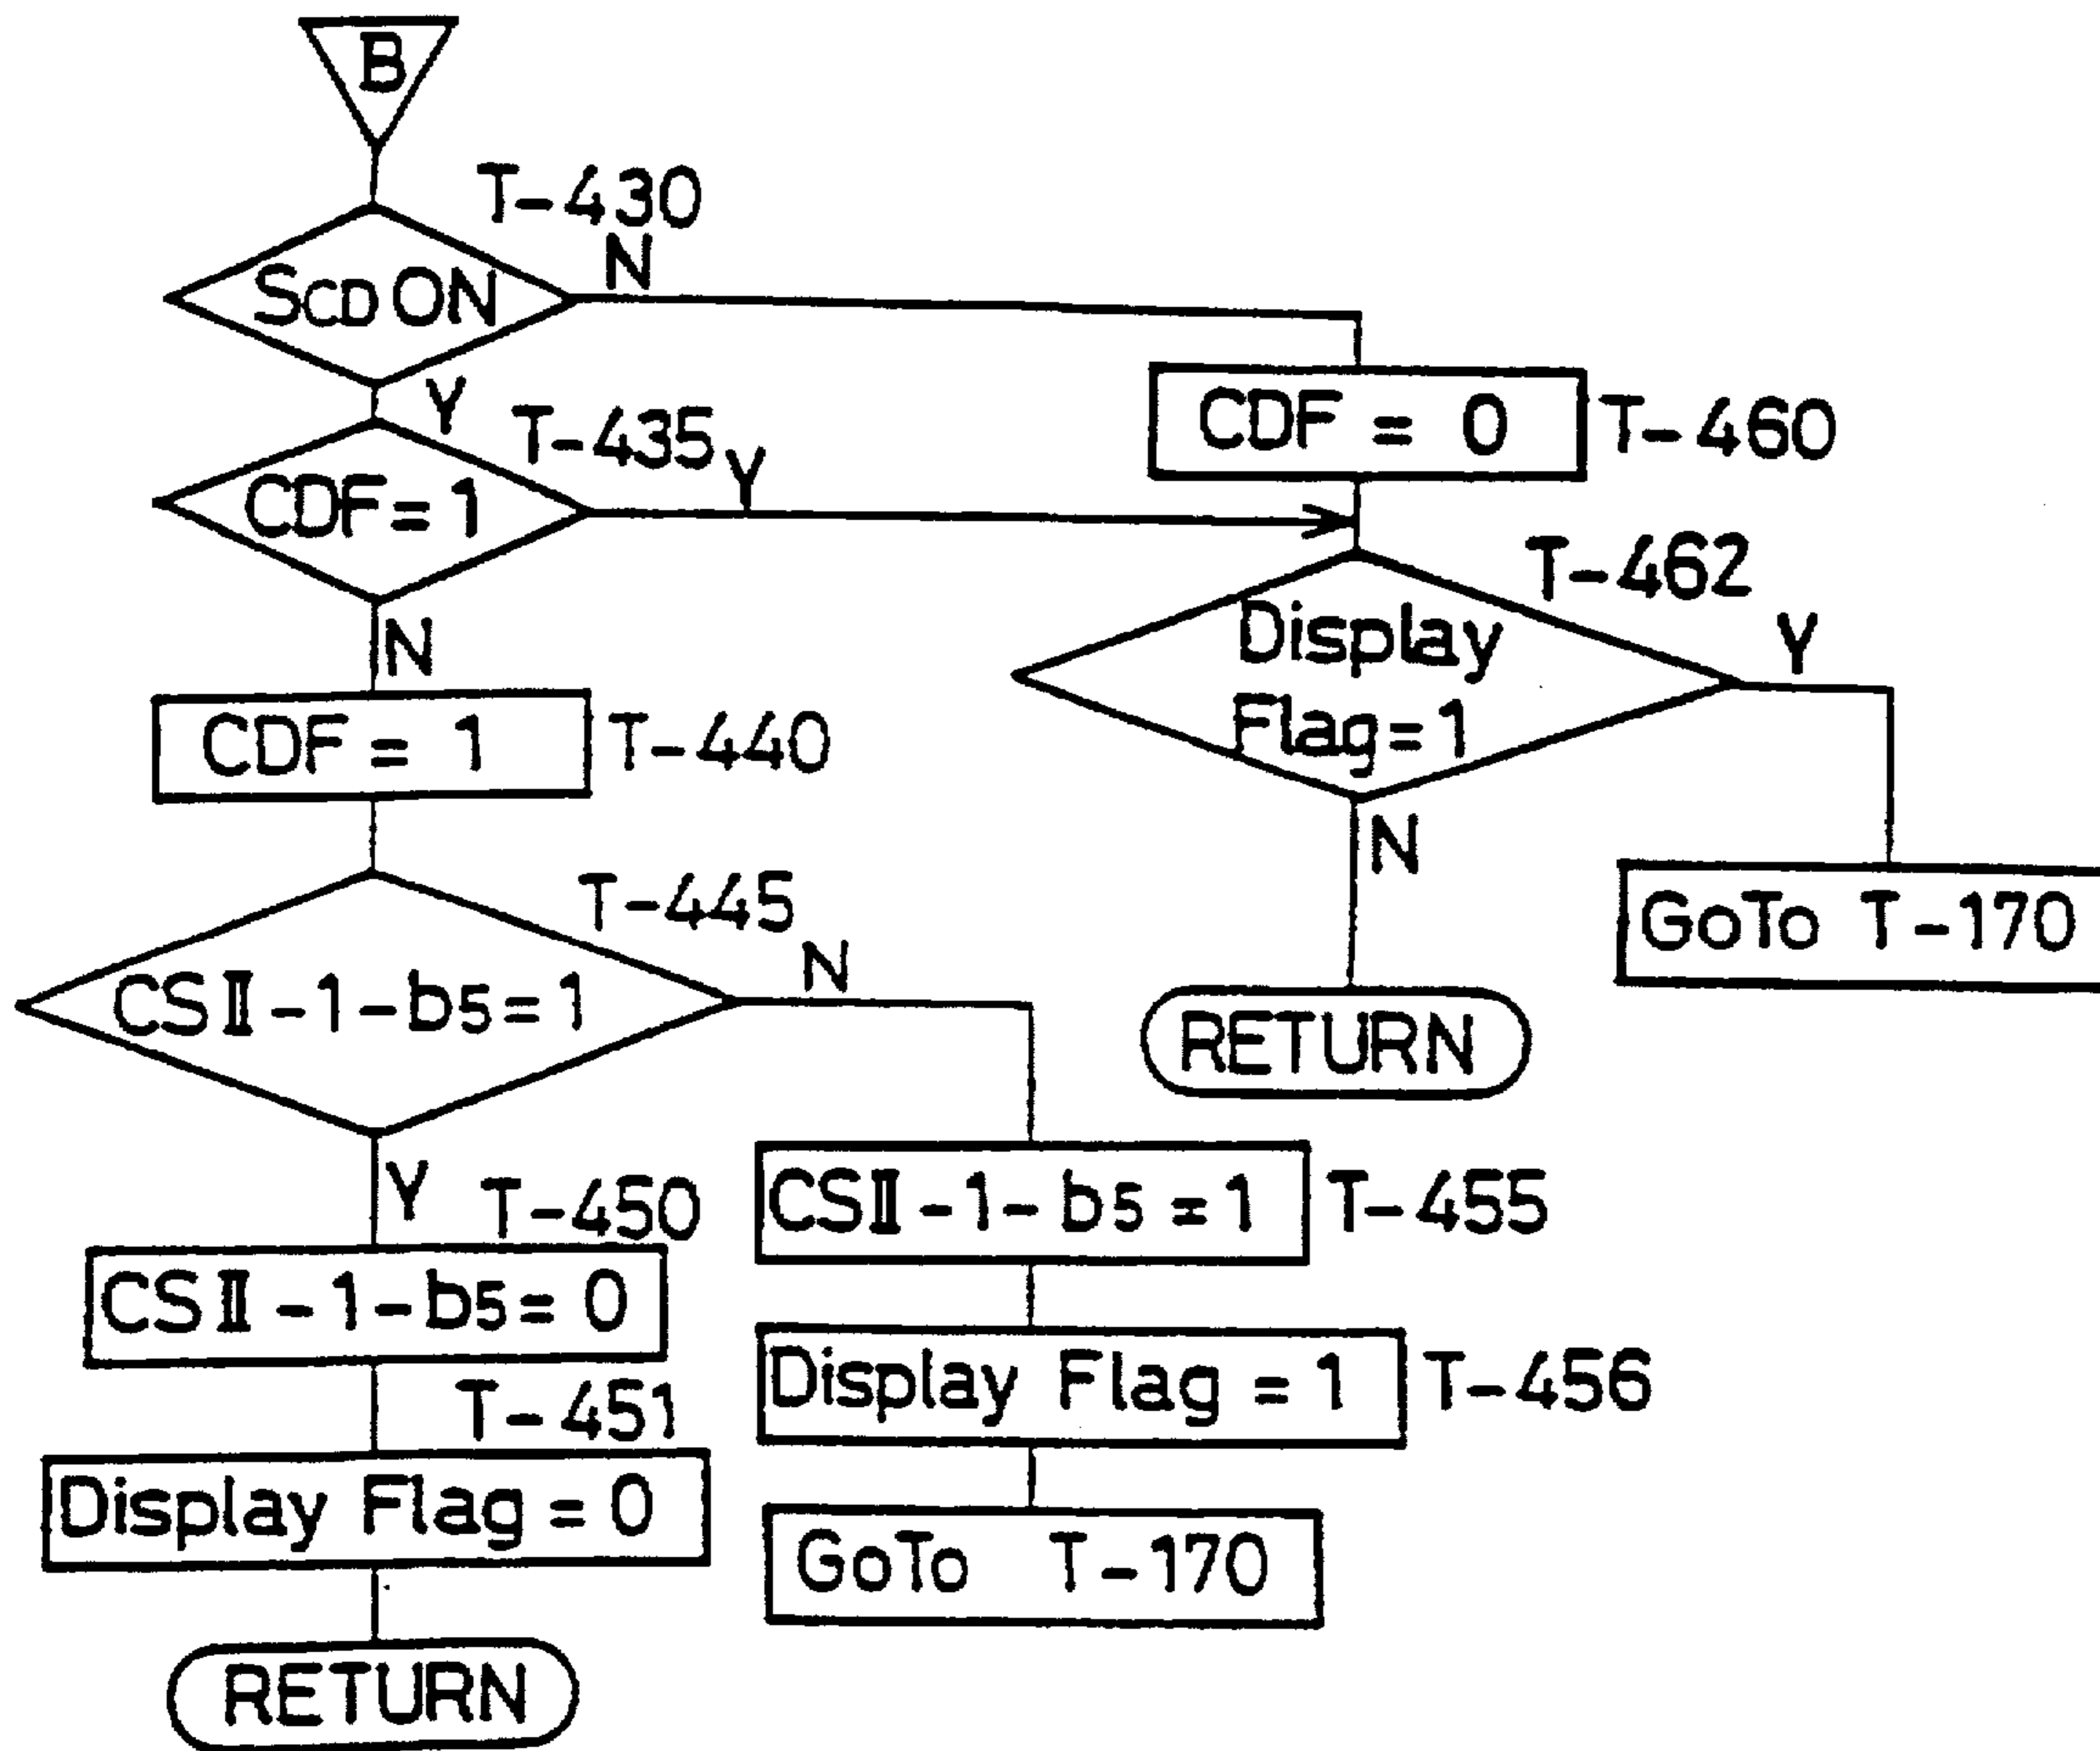 B
T-430
N
SCD ON
Y
T-435
Y
CDF=1
N
CDF = 1
T-440
T-445
N
CSⅡ-1-b5=1
Y
T-450
CSⅡ-1-b5=0
T-451
Display Flag=0
RETURN
CDF = 0
T-460
T-462
Display
Flag=1
Y
N
GoTo T-170
RETURN
CSⅡ-1-b5=1
T-455
Display Flag = 1
T-456
GoTo T-170